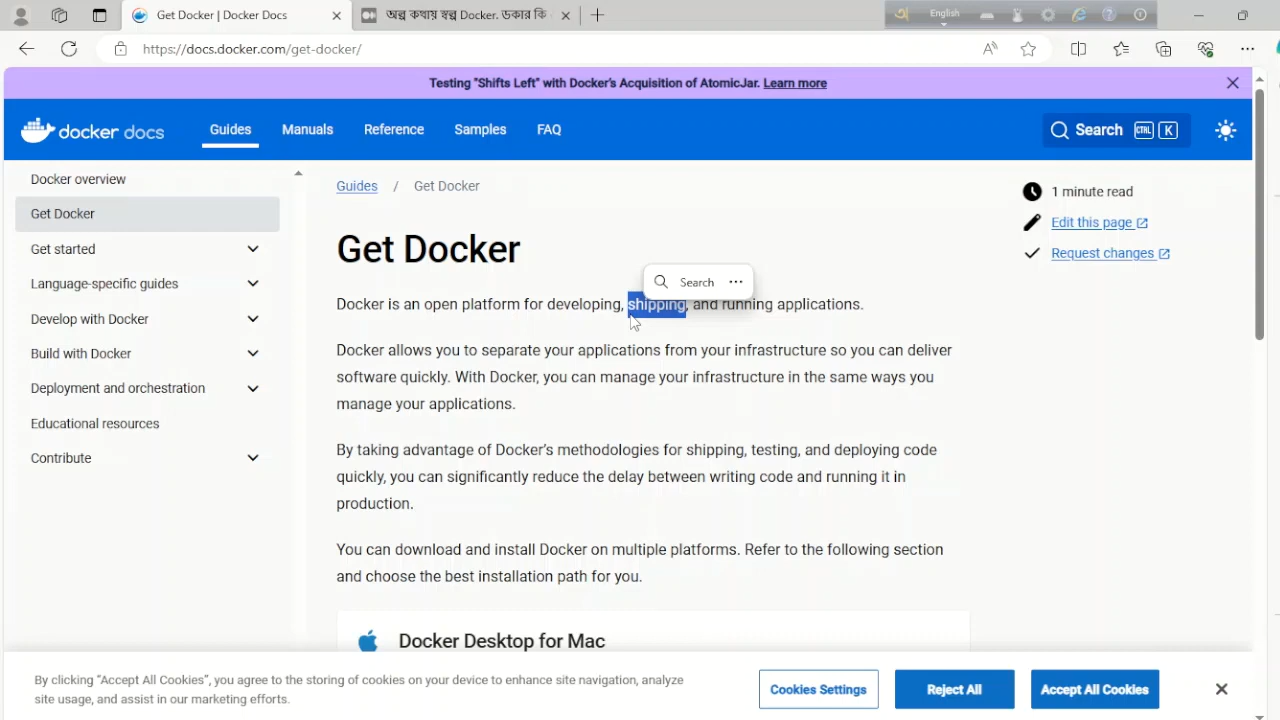 Get Docker | Docker Docs
অল্প কথায় স্বল্প Docker. ডকার কি
English
https://docs.docker.com/get-docker/
Testing "Shifts Left" with Docker's Acquisition of AtomicJar. Learn more
docker docs
Guides
Manuals
Reference
Samples
FAQ
Search CTRL K
Docker overview
Get Docker
Get started
Language-specific guides
Develop with Docker
Build with Docker
Deployment and orchestration
Educational resources
Contribute
Guides / Get Docker
Get Docker
Search
Docker is an open platform for developing, shipping, and running applications.
Docker allows you to separate your applications from your infrastructure so you can deliver
software quickly. With Docker, you can manage your infrastructure in the same ways you
manage your applications.
By taking advantage of Docker's methodologies for shipping, testing, and deploying code
quickly, you can significantly reduce the delay between writing code and running it in
production.
You can download and install Docker on multiple platforms. Refer to the following section
and choose the best installation path for you.
Docker Desktop for Mac
1 minute read
Edit this page
Request changes
By clicking "Accept All Cookies", you agree to the storing of cookies on your device to enhance site navigation, analyze
site usage, and assist in our marketing efforts.
Cookies Settings
Reject All
Accept All Cookies